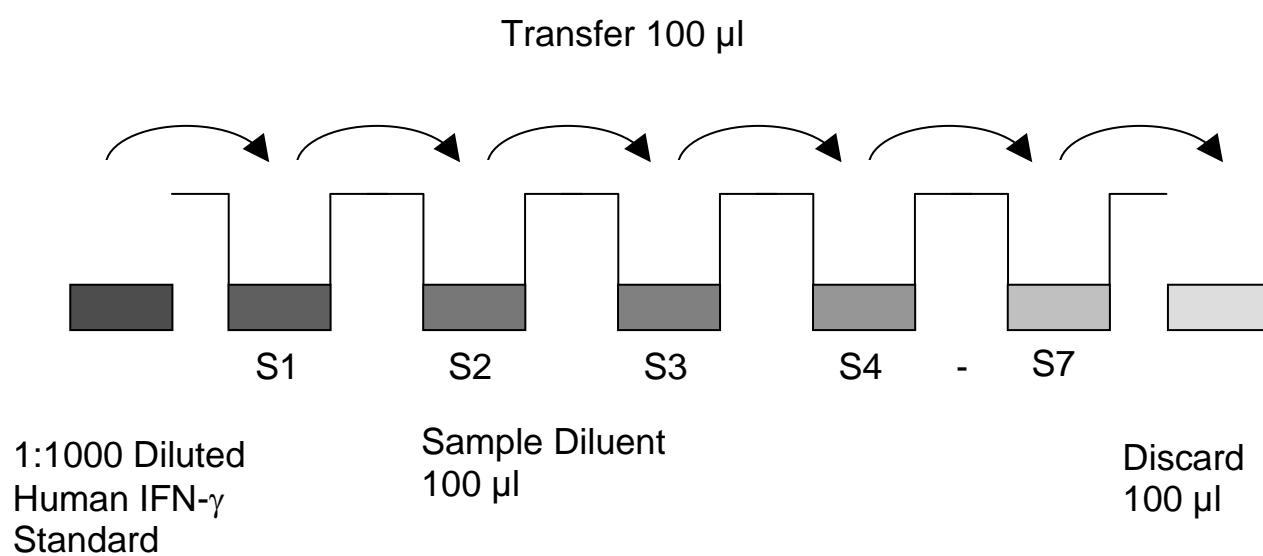 Transfer 100 µl
S1 S2 S3 S4 - S7
1:1000 Diluted
Human IFN-γ
Standard
Sample Diluent
100 µl
Discard
100 µl